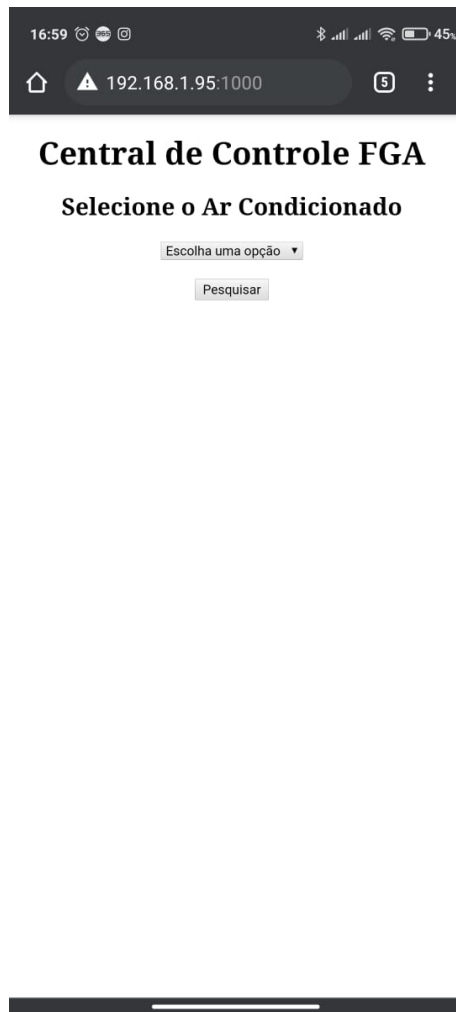 16:59 365 45%
192.168.1.95:1000 5
Central de Controle FGA
Selecione o Ar Condicionado
Escolha uma opção
Pesquisar